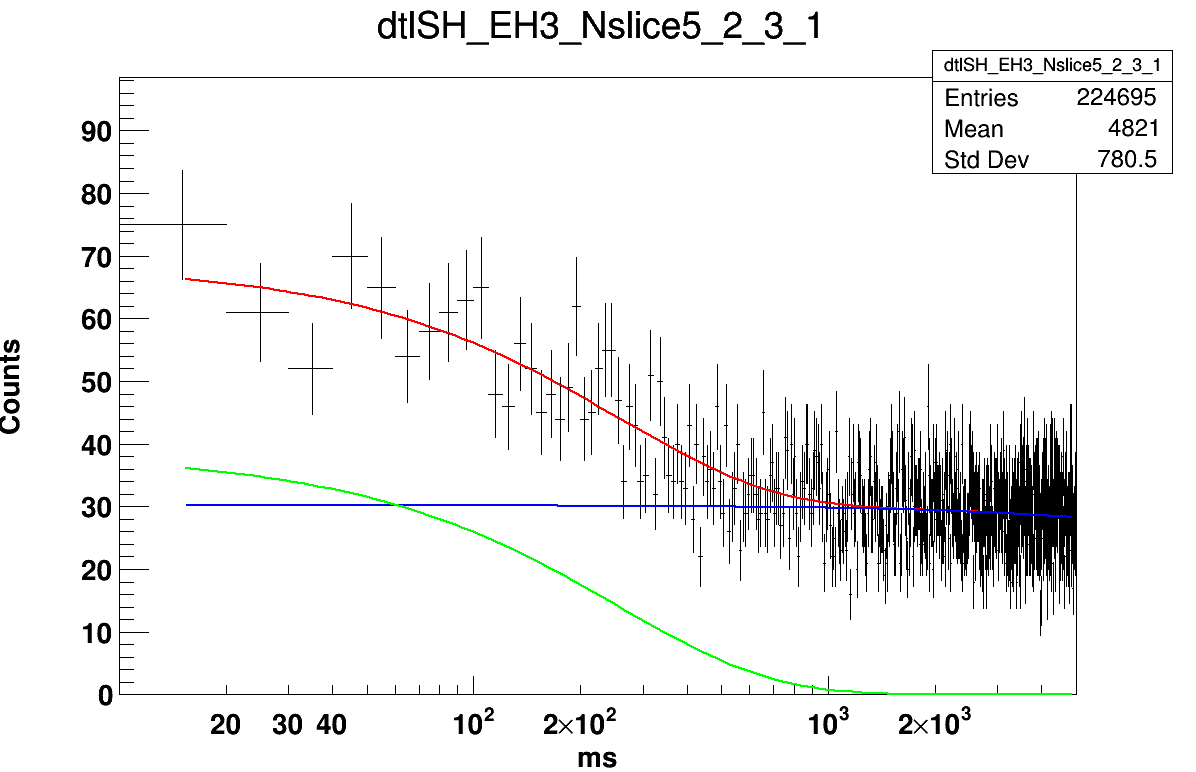 dtlSH_EH3_Nslice5_2_3_1
dtlSH_EH3_Nslice5_2_3_1
Entries 224695
Mean 4821
Std Dev 780.5
90
80
70
60
50
40
30
20
10
0
Counts
20 30 40 10² 2×10² 10³ 2×10³
ms